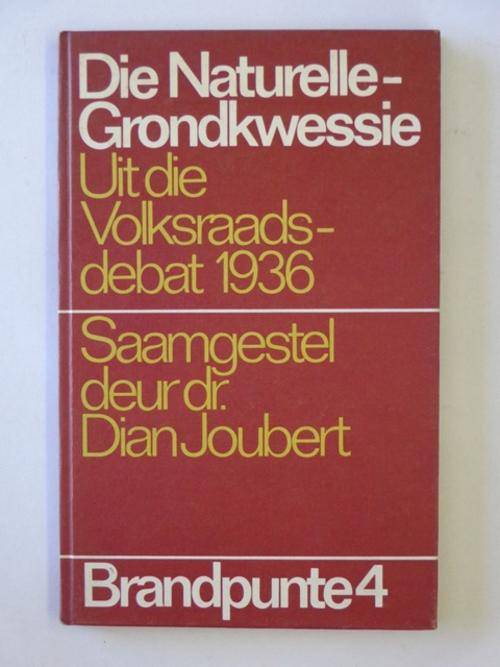 Die Naturelle-
Grondkwessie
Uit die
Volksraads-
debat 1936
Saamgestel
deur dr.
Dian Joubert
Brandpunte 4